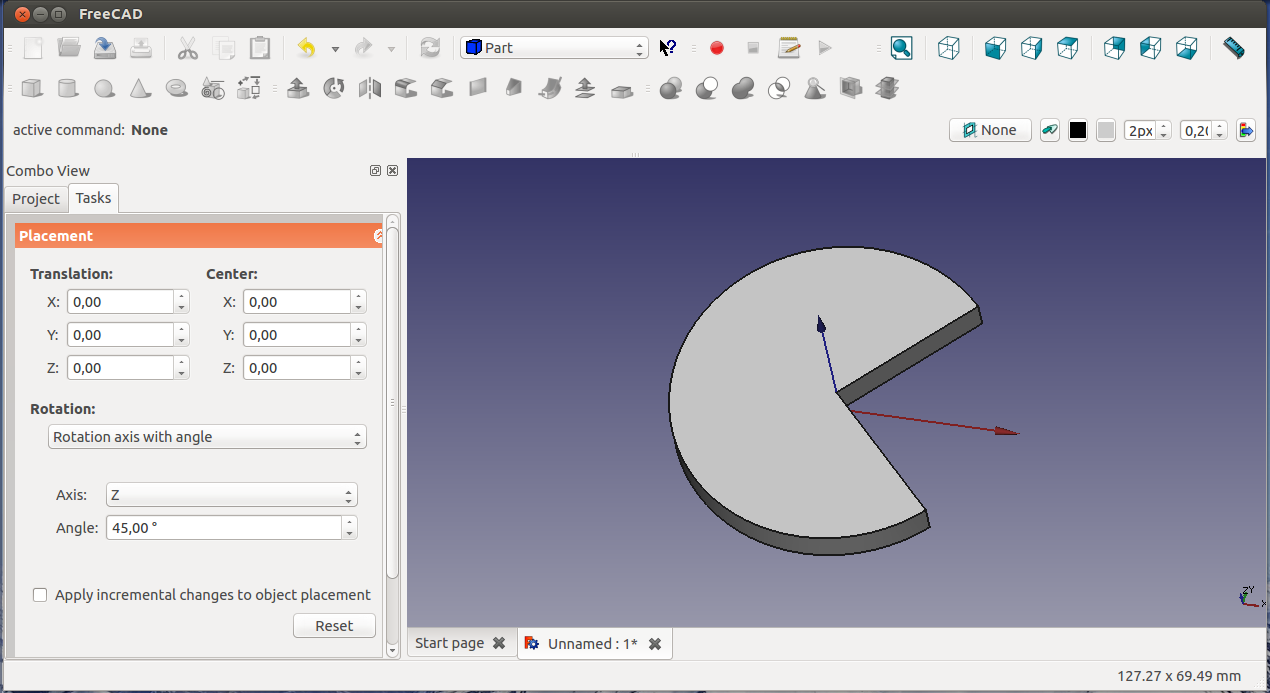 FreeCAD
Part
active command: None
None
2px
0,20
Combo View
Project
Tasks
Placement
Translation:
Center:
X: 0,00
X: 0,00
Y: 0,00
Y: 0,00
Z: 0,00
Z: 0,00
Rotation:
Rotation axis with angle
Axis: Z
Angle: 45,00 °
Apply incremental changes to object placement
Reset
ZY
X
Start page
Unnamed : 1*
127.27 x 69.49 mm